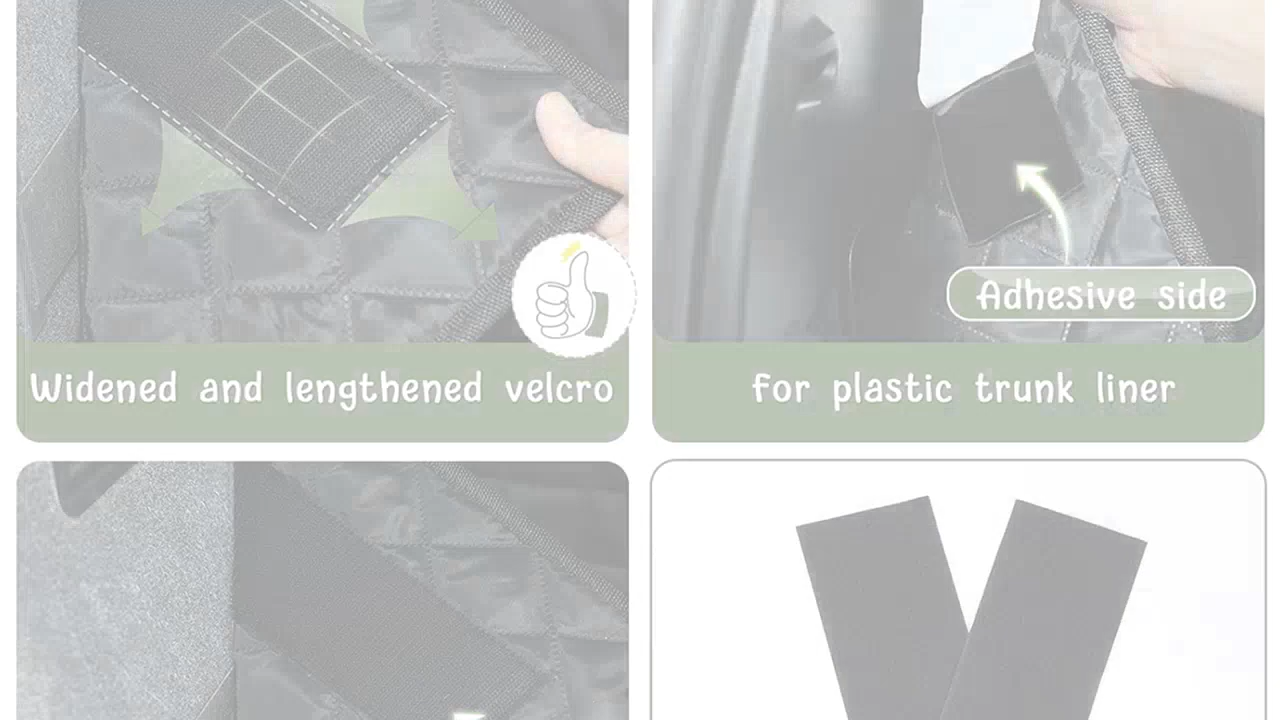 Adhesive side
Widened and lengthened velcro
For plastic trunk liner